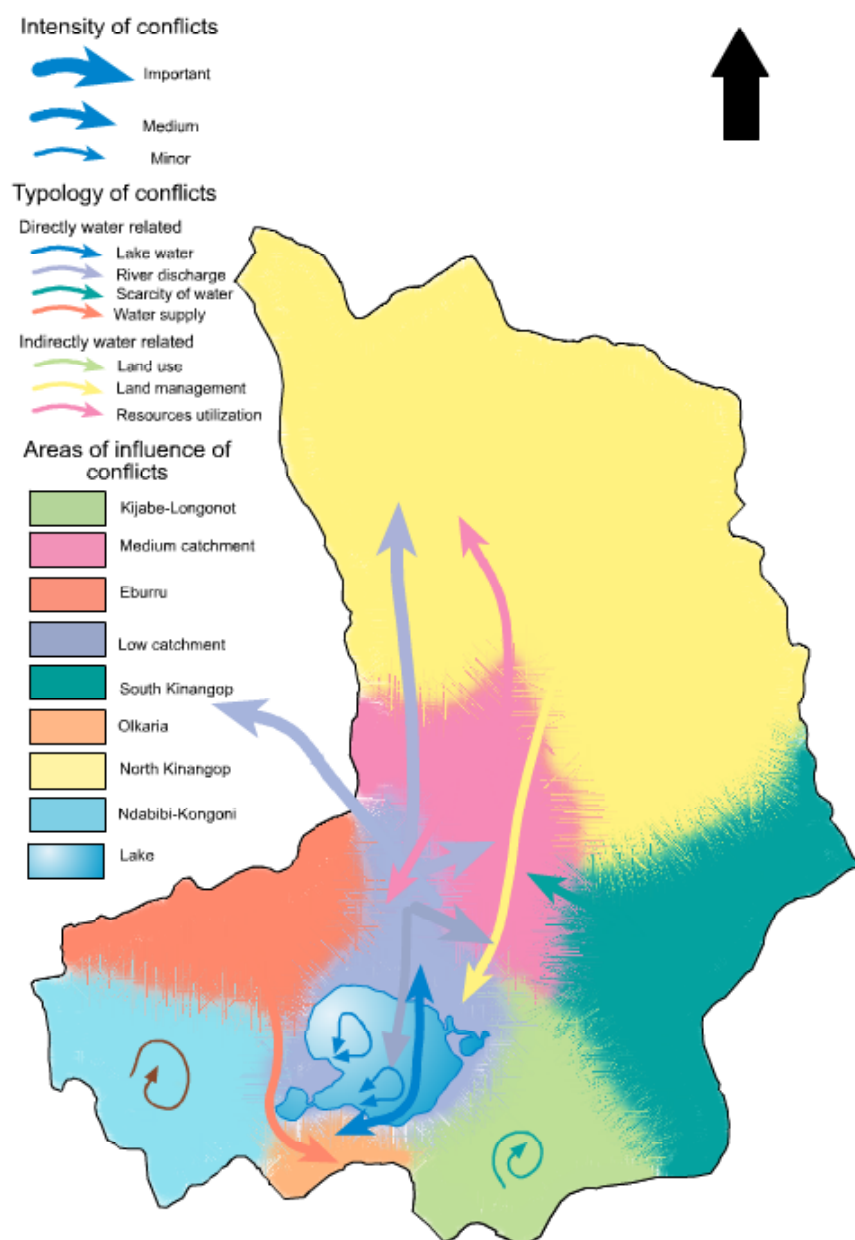 Intensity of conflicts
Important
Medium
Minor
Typology of conflicts
Directly water related
Lake water
River discharge
Scarcity of water
Water supply
Indirectly water related
Land use
Land management
Resources utilization
Areas of influence of
conflicts
Kijabe-Longonot
Medium catchment
Eburru
Low catchment
South Kinangop
Olkaria
North Kinangop
Ndabibi-Kongoni
Lake